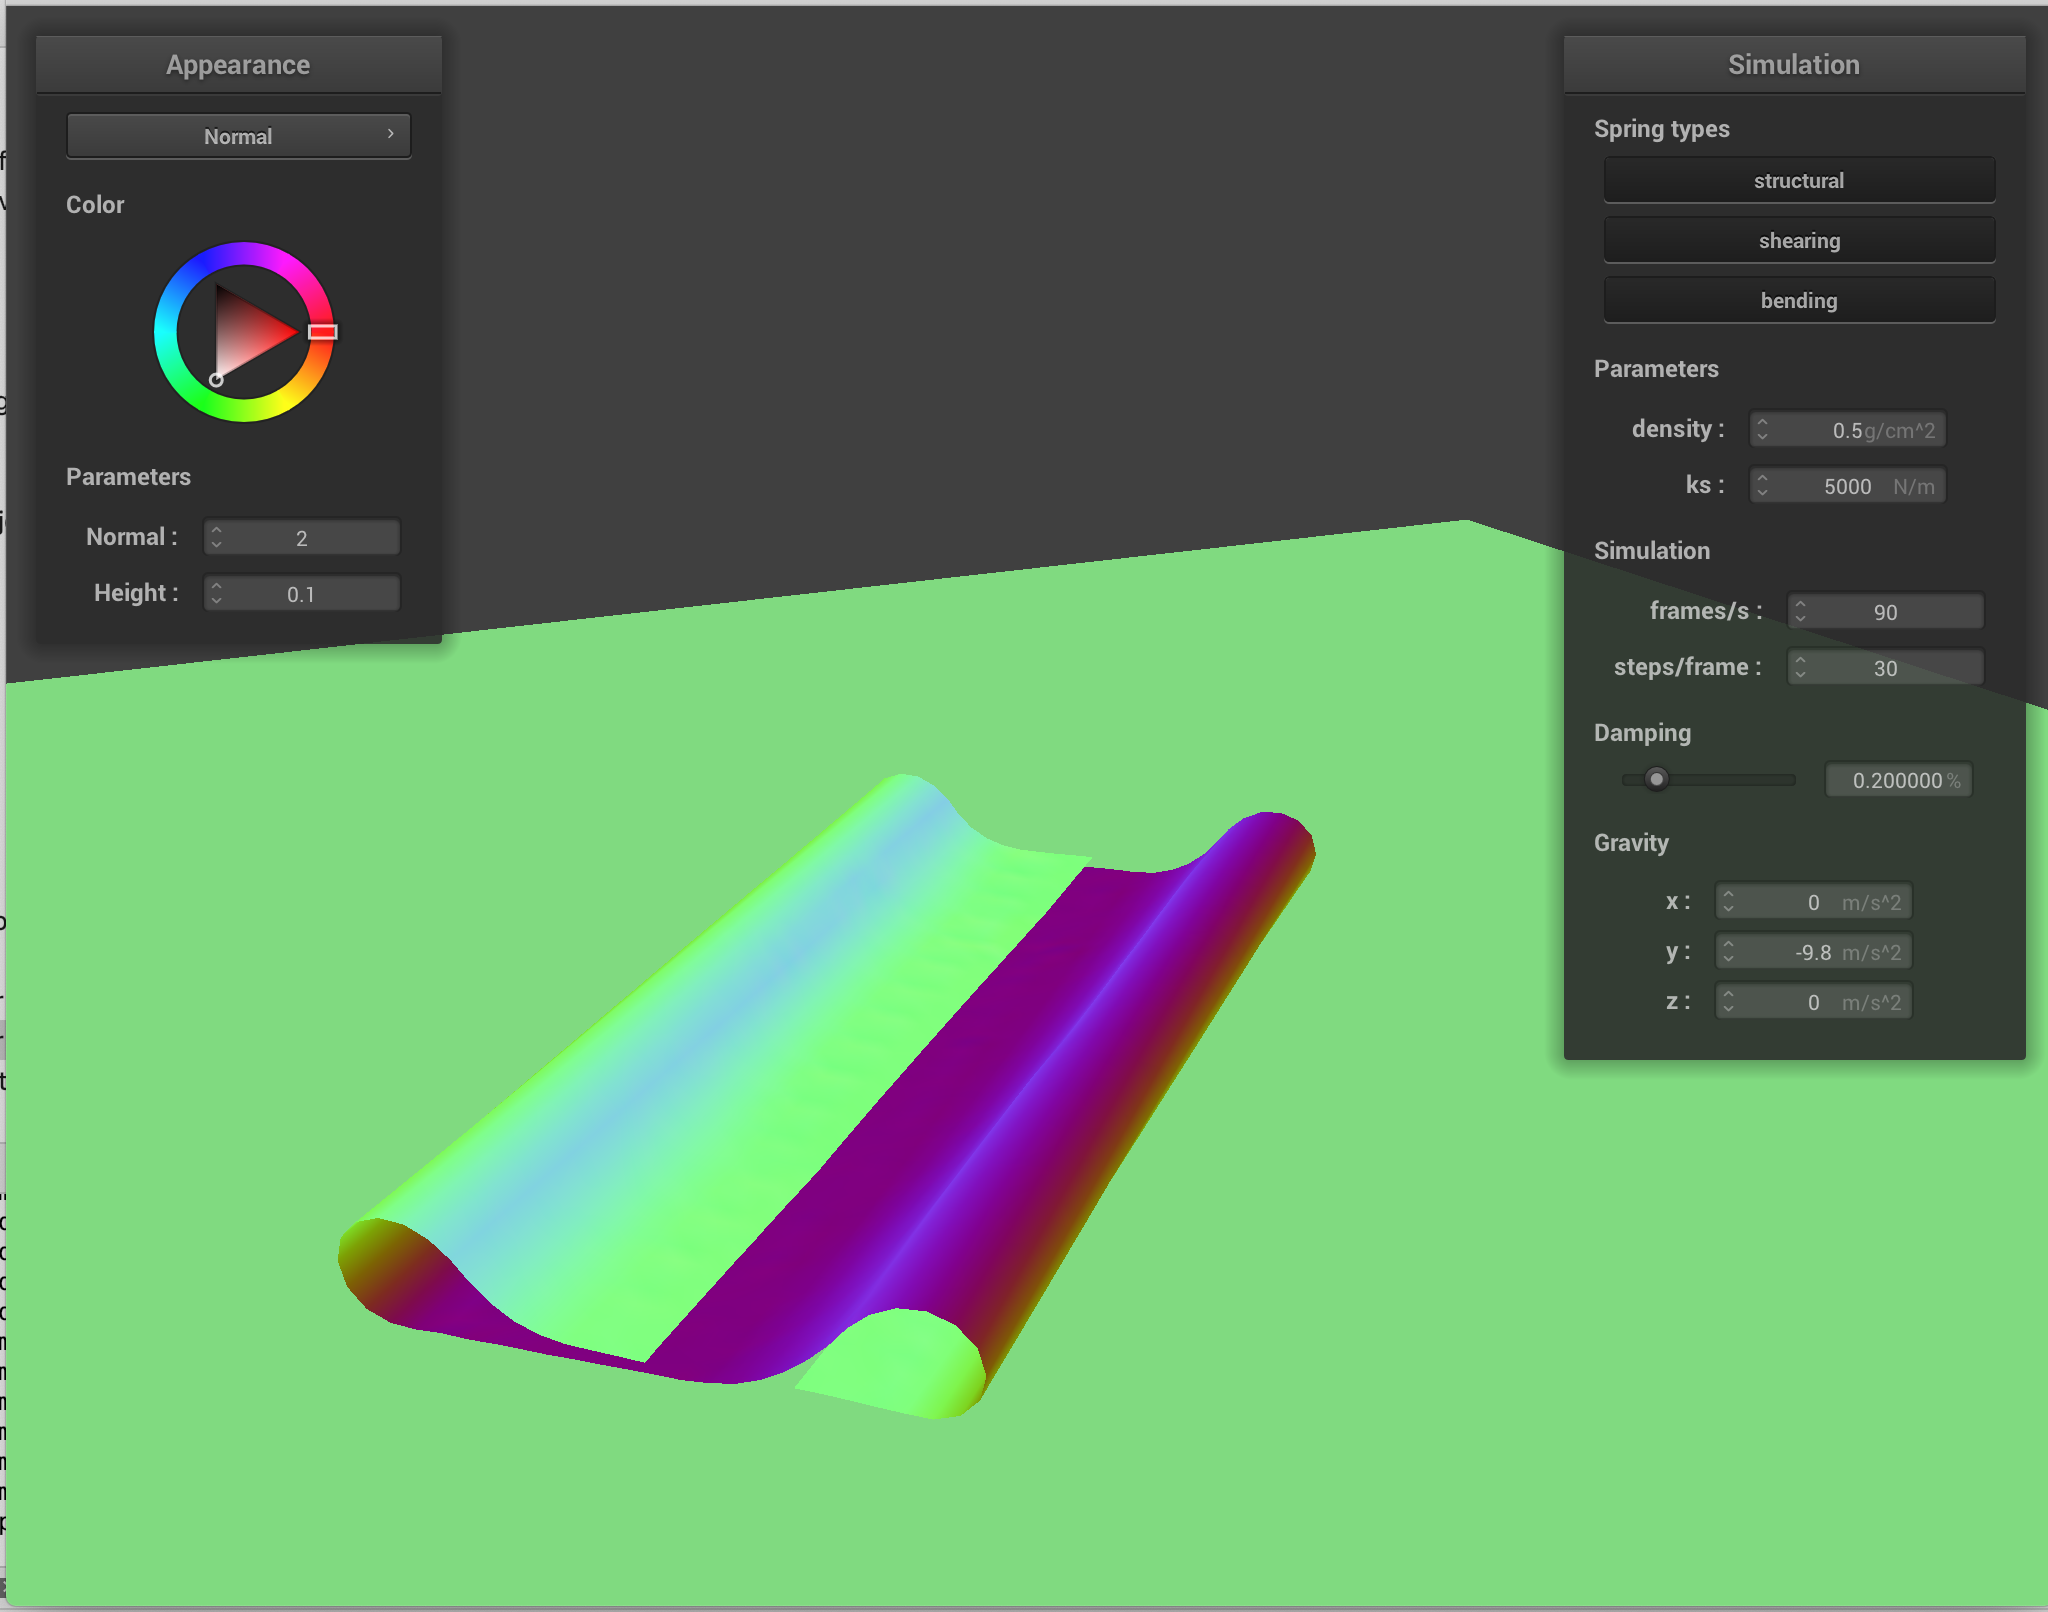 Appearance
Normal
Color
Parameters
Normal : 2
Height : 0.1
Simulation
Spring types
structural
shearing
bending
Parameters
density : 0.5 g/cm^2
ks : 5000 N/m
Simulation
frames/s : 90
steps/frame : 30
Damping
0.200000 %
Gravity
x : 0 m/s^2
y : -9.8 m/s^2
z : 0 m/s^2